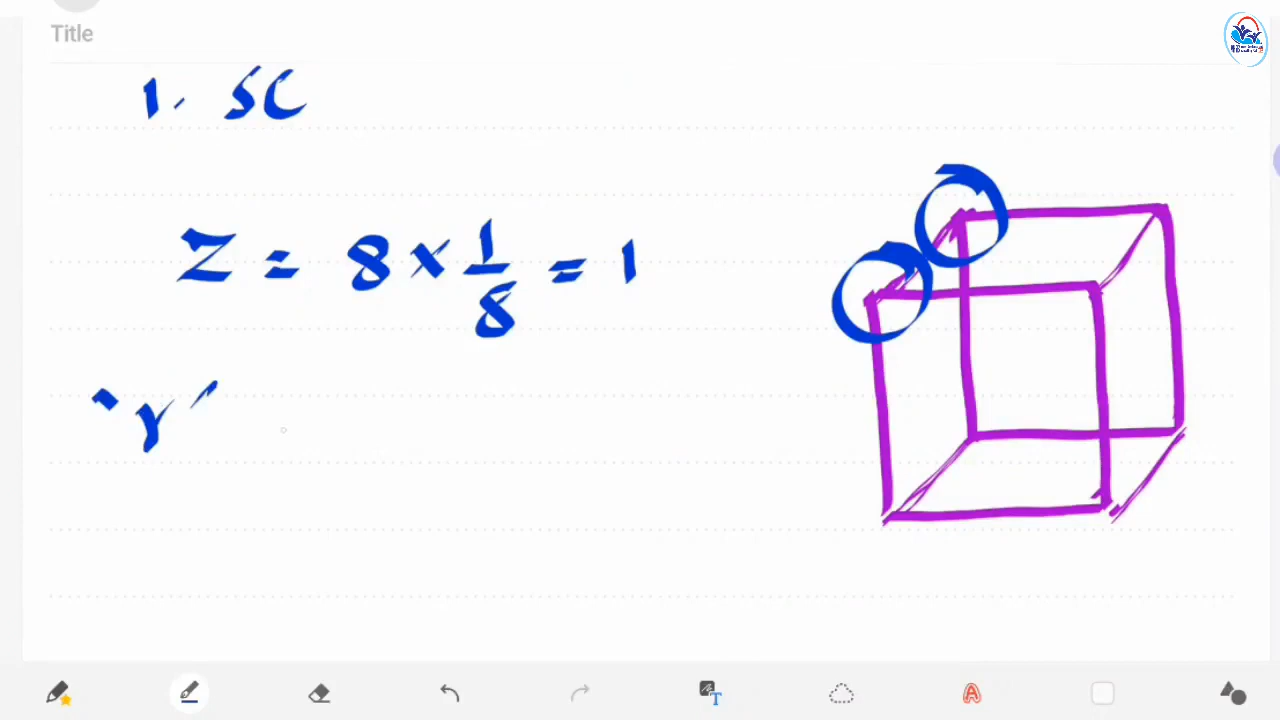 Title
1. SC
Z = 8 × 1/8 = 1
"r"